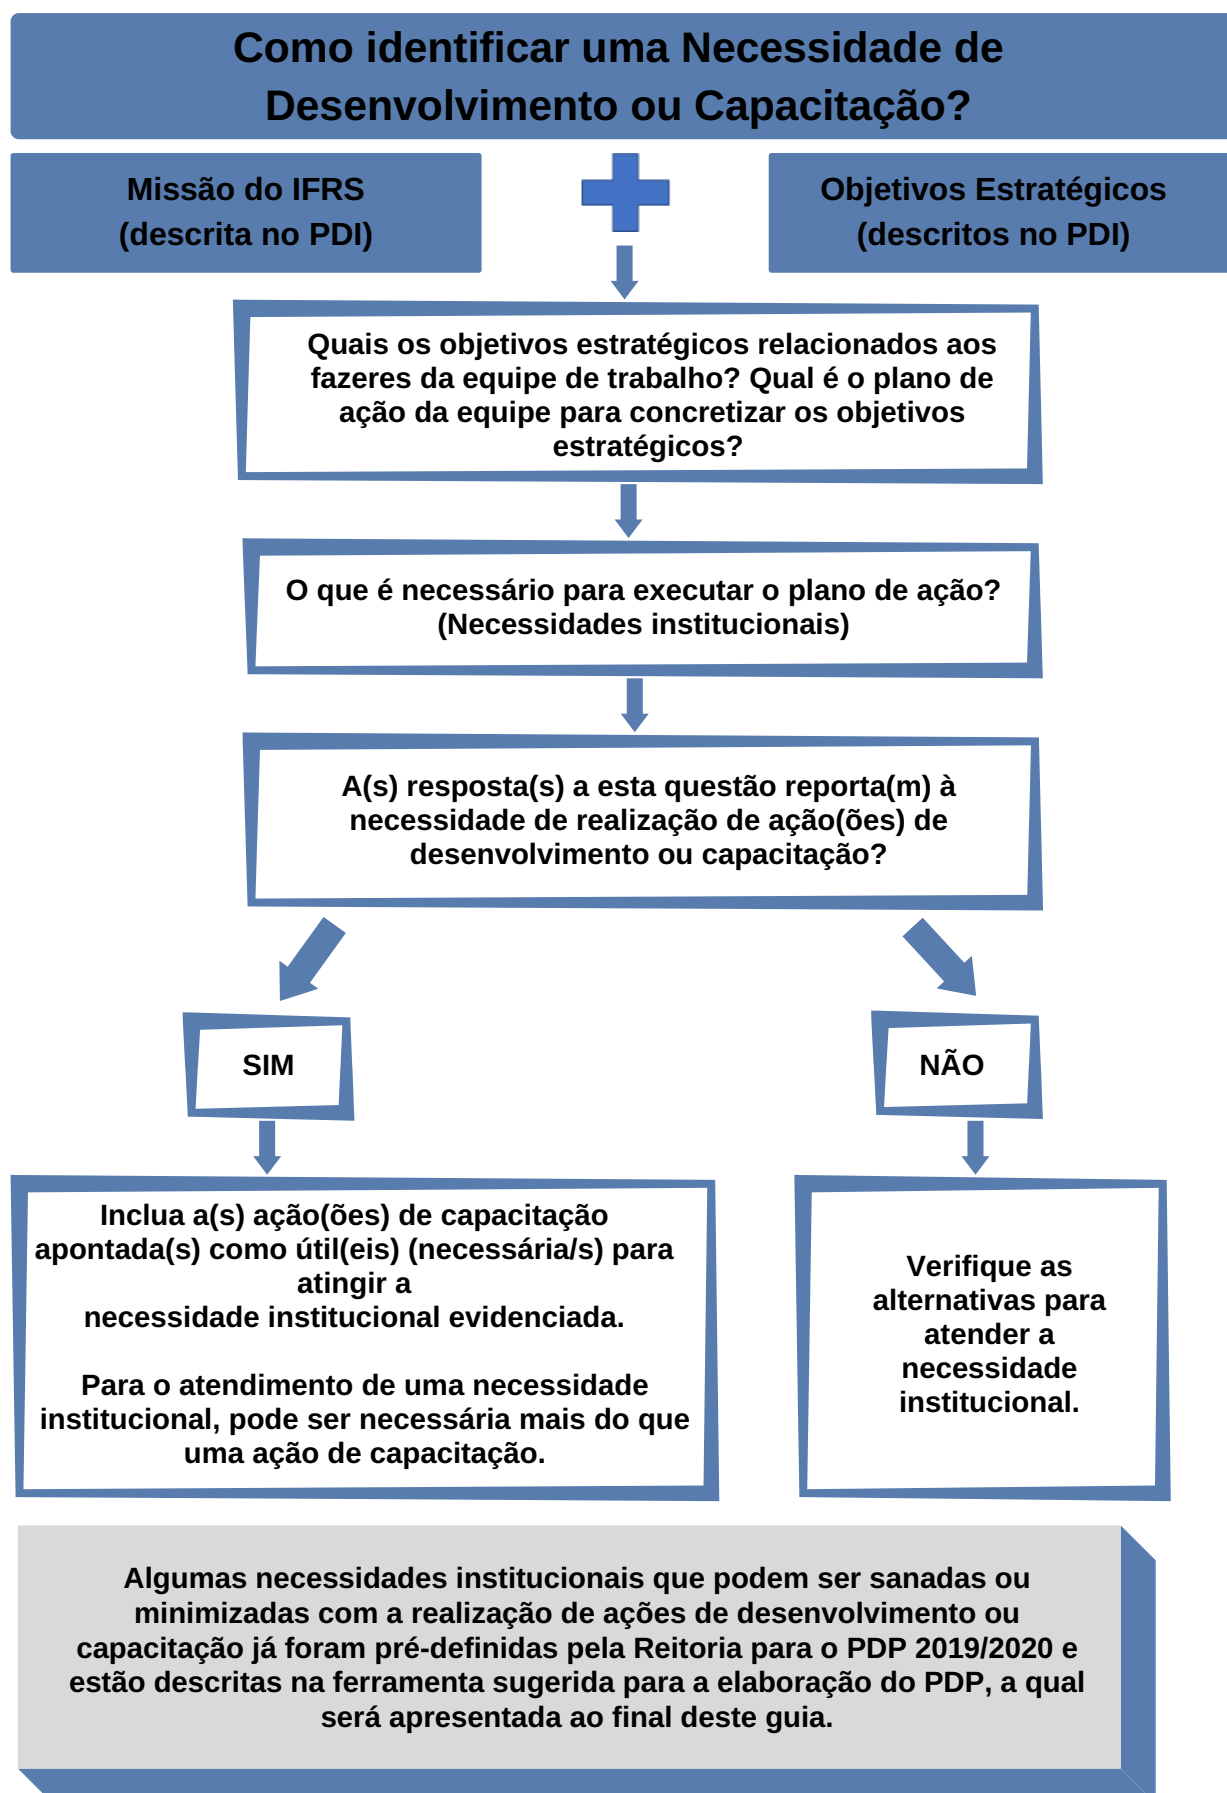 Como identificar uma Necessidade de
Desenvolvimento ou Capacitação?
Missão do IFRS
(descrita no PDI)
Objetivos Estratégicos
(descritos no PDI)
Quais os objetivos estratégicos relacionados aos
fazeres da equipe de trabalho? Qual é o plano de
ação da equipe para concretizar os objetivos
estratégicos?
O que é necessário para executar o plano de ação?
(Necessidades institucionais)
A(s) resposta(s) a esta questão reporta(m) à
necessidade de realização de ação(ões) de
desenvolvimento ou capacitação?
SIM
NÃO
Inclua a(s) ação(ões) de capacitação
apontada(s) como útil(eis) (necessária/s) para
atingir a
necessidade institucional evidenciada.
Para o atendimento de uma necessidade
institucional, pode ser necessária mais do que
uma ação de capacitação.
Verifique as
alternativas para
atender a
necessidade
institucional.
Algumas necessidades institucionais que podem ser sanadas ou
minimizadas com a realização de ações de desenvolvimento ou
capacitação já foram pré-definidas pela Reitoria para o PDP 2019/2020 e
estão descritas na ferramenta sugerida para a elaboração do PDP, a qual
será apresentada ao final deste guia.